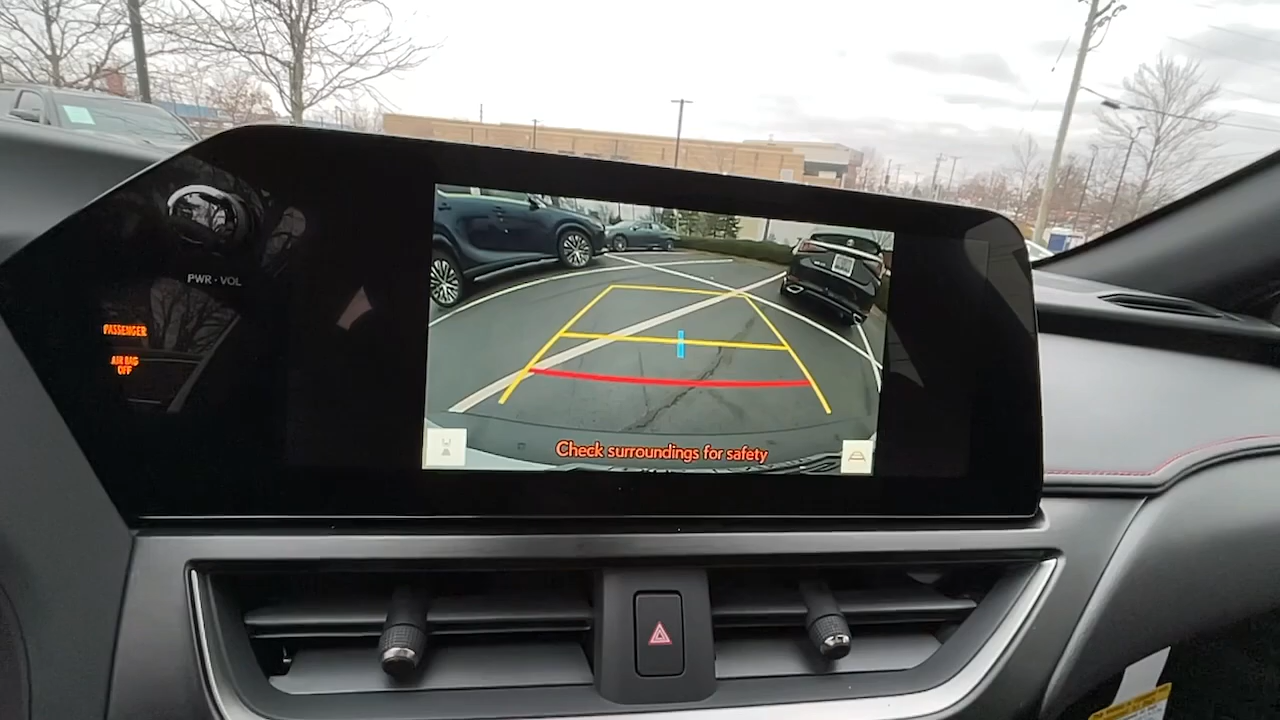 PWR • VOL
PASSENGER
AIR BAG
OFF
Check surroundings for safety